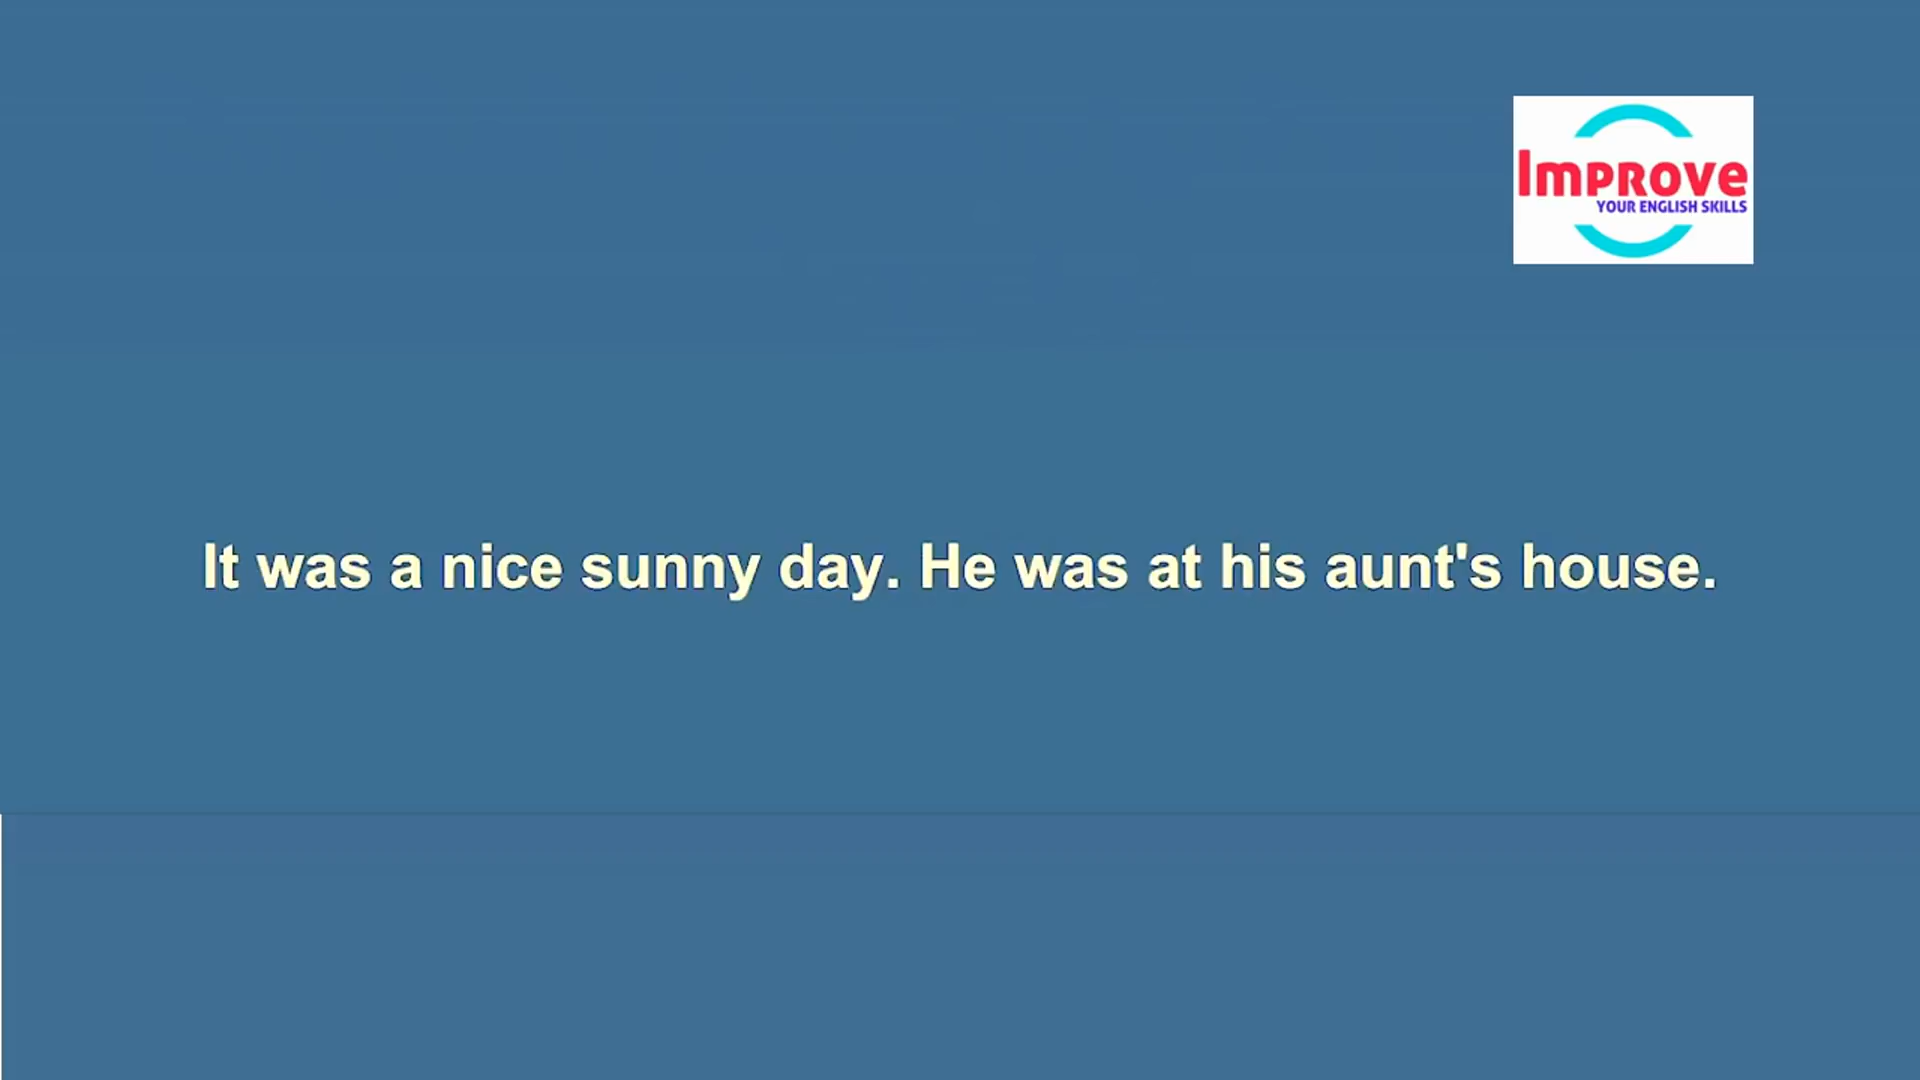 Improve
YOUR ENGLISH SKILLS
It was a nice sunny day. He was at his aunt's house.